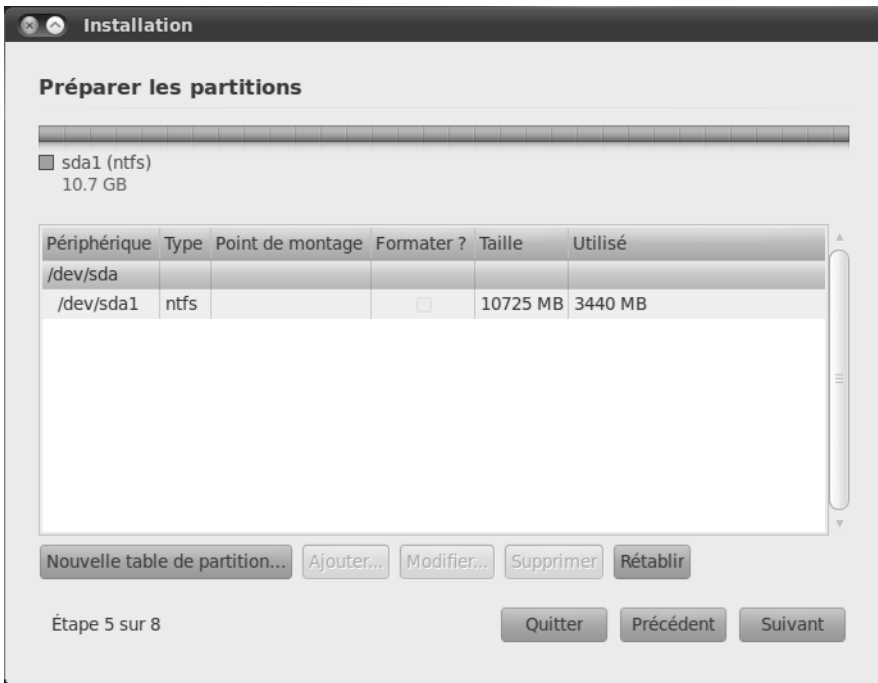 Installation
Préparer les partitions
sda1 (ntfs)
10.7 GB
Périphérique Type Point de montage Formater ? Taille Utilisé
/dev/sda
/dev/sda1 ntfs 10725 MB 3440 MB
Nouvelle table de partition... Ajouter... Modifier... Supprimer Rétablir
Étape 5 sur 8 Quitter Précédent Suivant